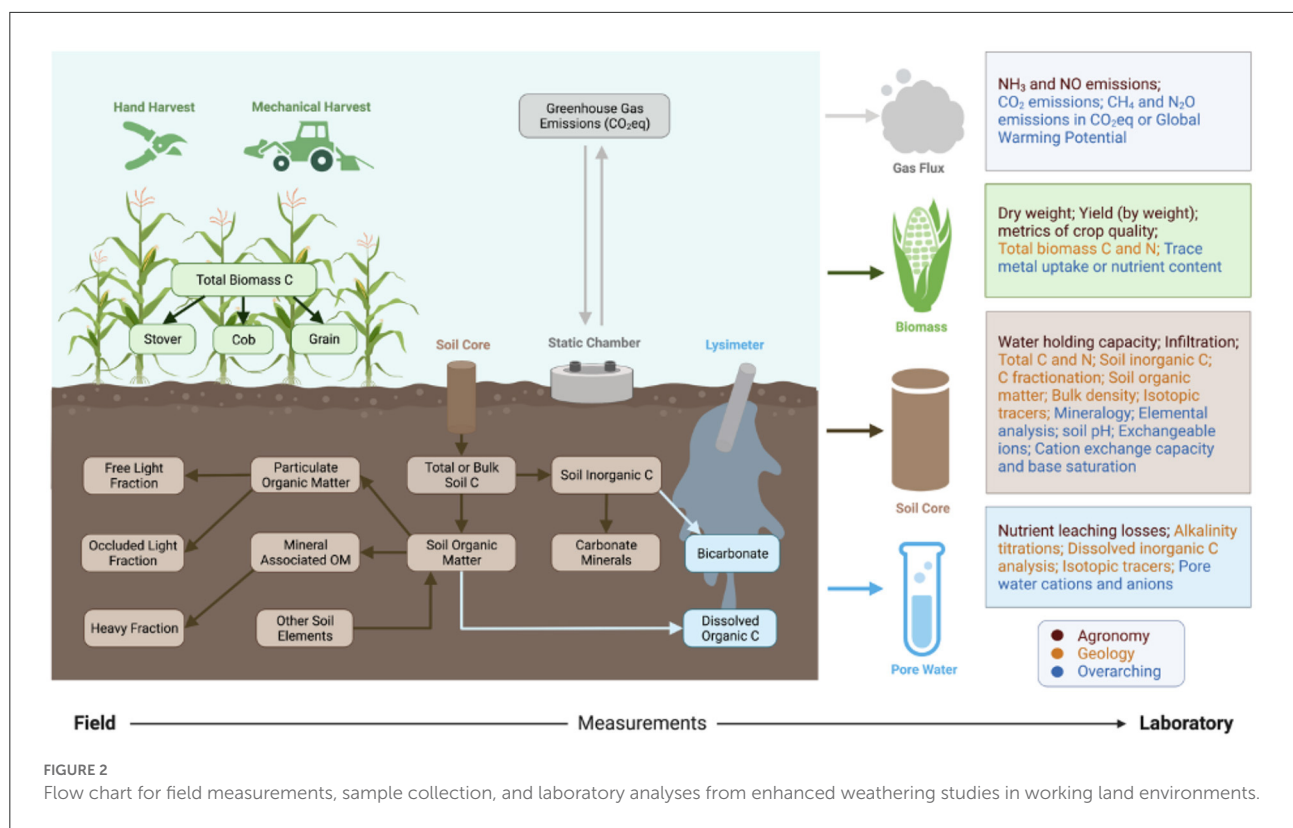 Hand Harvest
Mechanical Harvest
Greenhouse Gas
Emissions (CO₂eq)
Total Biomass C
Stover
Cob
Grain
Soil Core
Static Chamber
Lysimeter
Free Light
Fraction
Particulate
Organic Matter
Total or Bulk
Soil C
Soil Inorganic C
Occluded Light
Fraction
Mineral
Associated OM
Soil Organic
Matter
Carbonate
Minerals
Bicarbonate
Heavy Fraction
Other Soil
Elements
Dissolved
Organic C
Gas Flux
NH₃ and NO emissions;
CO₂ emissions; CH₄ and N₂O
emissions in CO₂eq or Global
Warming Potential
Biomass
Dry weight; Yield (by weight);
metrics of crop quality;
Total biomass C and N; Trace
metal uptake or nutrient content
Soil Core
Water holding capacity; Infiltration;
Total C and N; Soil inorganic C;
C fractionation; Soil organic
matter; Bulk density; Isotopic
tracers; Mineralogy; Elemental
analysis; soil pH; Exchangeable
ions; Cation exchange capacity
and base saturation
Pore Water
Nutrient leaching losses; Alkalinity
titrations; Dissolved inorganic C
analysis; Isotopic tracers; Pore
water cations and anions
Agronomy
Geology
Overarching
Field
Measurements
Laboratory
FIGURE 2
Flow chart for field measurements, sample collection, and laboratory analyses from enhanced weathering studies in working land environments.